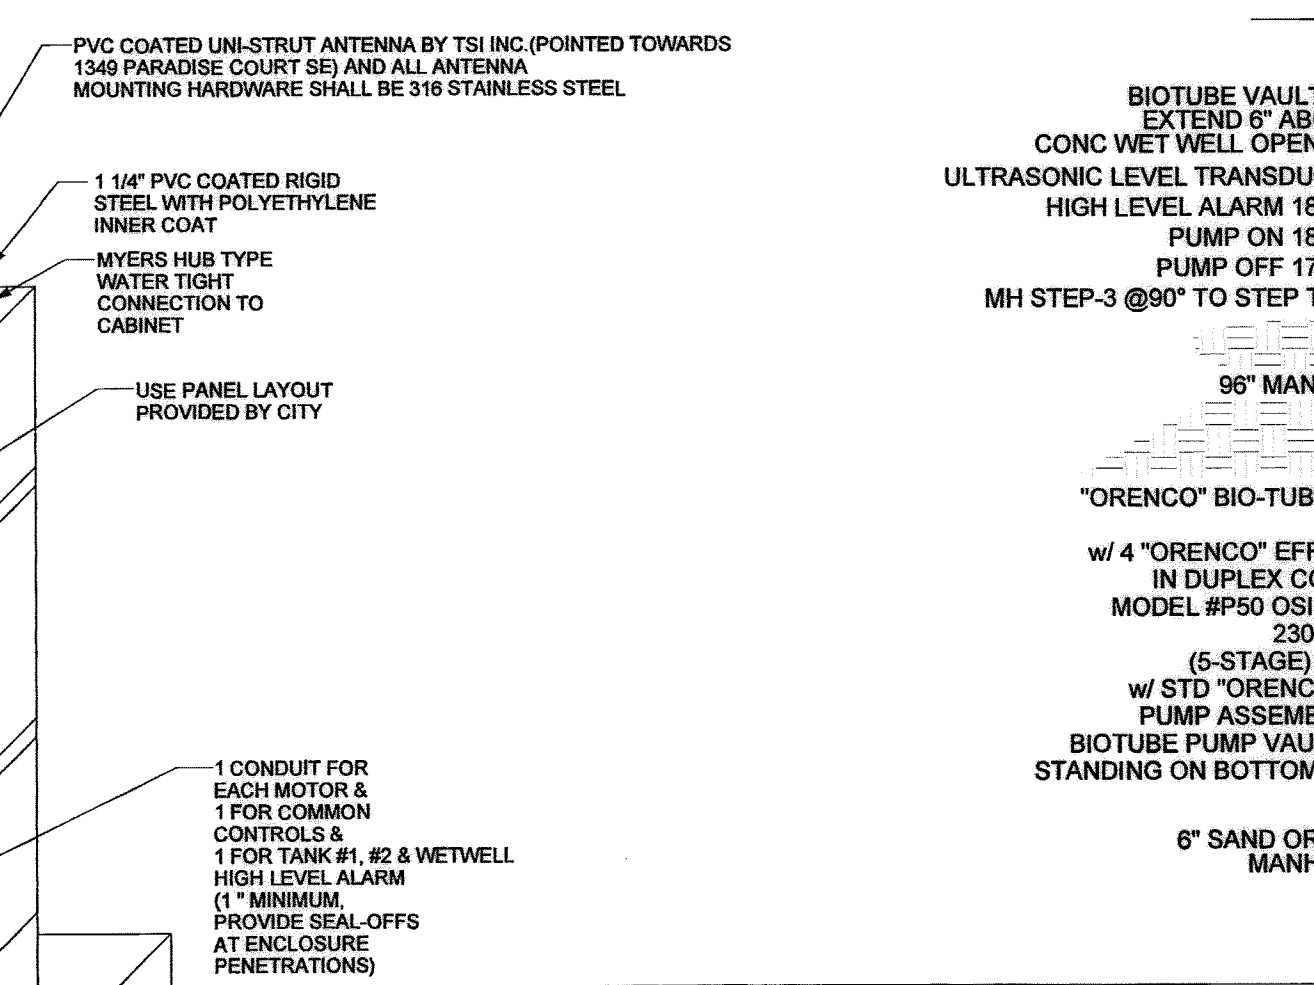 PVC COATED UNI-STRUT ANTENNA BY TSI INC.(POINTED TOWARDS
1349 PARADISE COURT SE) AND ALL ANTENNA
MOUNTING HARDWARE SHALL BE 316 STAINLESS STEEL
1 1/4" PVC COATED RIGID
STEEL WITH POLYETHYLENE
INNER COAT
MYERS HUB TYPE
WATER TIGHT
CONNECTION TO
CABINET
USE PANEL LAYOUT
PROVIDED BY CITY
1 CONDUIT FOR
EACH MOTOR &
1 FOR COMMON
CONTROLS &
1 FOR TANK #1, #2 & WETWELL
HIGH LEVEL ALARM
(1 " MINIMUM,
PROVIDE SEAL-OFFS
AT ENCLOSURE
PENETRATIONS)
BIOTUBE VAULT
EXTEND 6" AB
CONC WET WELL OPEN
ULTRASONIC LEVEL TRANSDU
HIGH LEVEL ALARM 18
PUMP ON 18
PUMP OFF 17
MH STEP-3 @90° TO STEP T
96" MAN
"ORENCO" BIO-TUB
w/ 4 "ORENCO" EFF
IN DUPLEX CO
MODEL #P50 OSI
230
(5-STAGE)
w/ STD "ORENC
PUMP ASSEMB
BIOTUBE PUMP VAU
STANDING ON BOTTOM
6" SAND OR
MANH